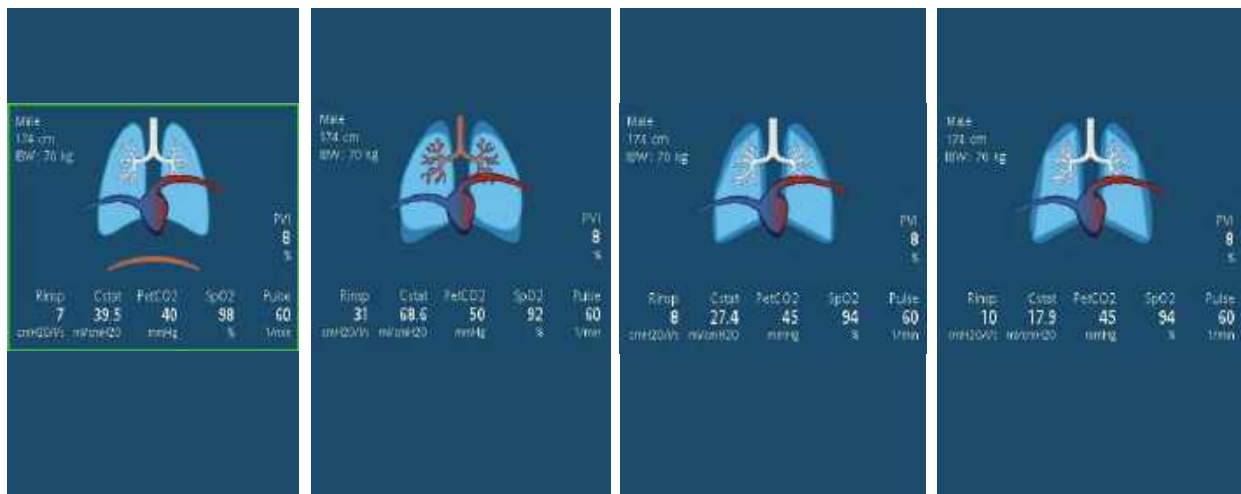 Male
174 cm
IBW: 70 kg
PVI
8
%
Rinsp Cstat PetCO2 SpO2 Pulse
7 39.5 40 98 60
cmH2O/l/s ml/cmH2O mmHg % 1/min
Male
174 cm
IBW: 70 kg
PVI
8
%
Rinsp Cstat PetCO2 SpO2 Pulse
31 68.6 50 92 60
cmH2O/l/s ml/cmH2O mmHg % 1/min
Male
174 cm
IBW: 70 kg
PVI
8
%
Rinsp Cstat PetCO2 SpO2 Pulse
8 27.4 45 94 60
cmH2O/l/s ml/cmH2O mmHg % 1/min
Male
174 cm
IBW: 70 kg
PVI
8
%
Rinsp Cstat PetCO2 SpO2 Pulse
10 17.9 45 94 60
cmH2O/l/s ml/cmH2O mmHg % 1/min